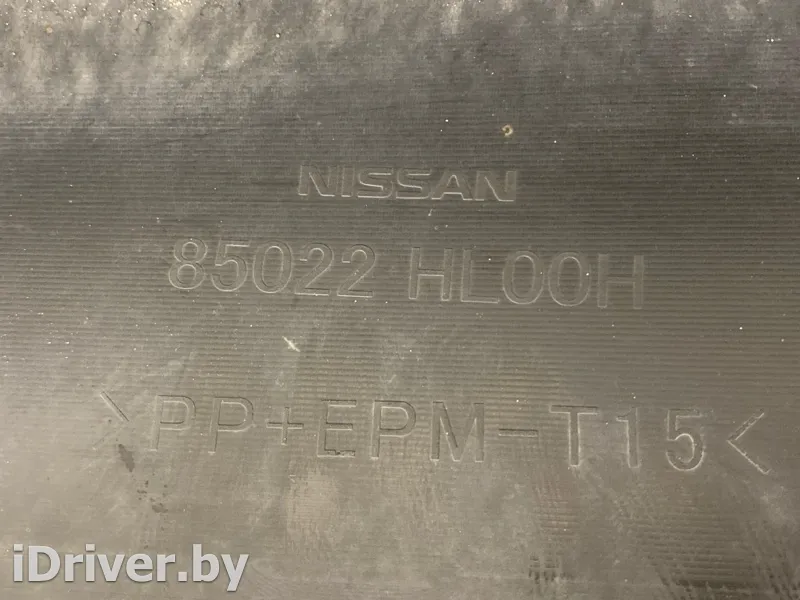 NISSAN
85022 HL00H
>PP+EPM-T15<
iDriver.by